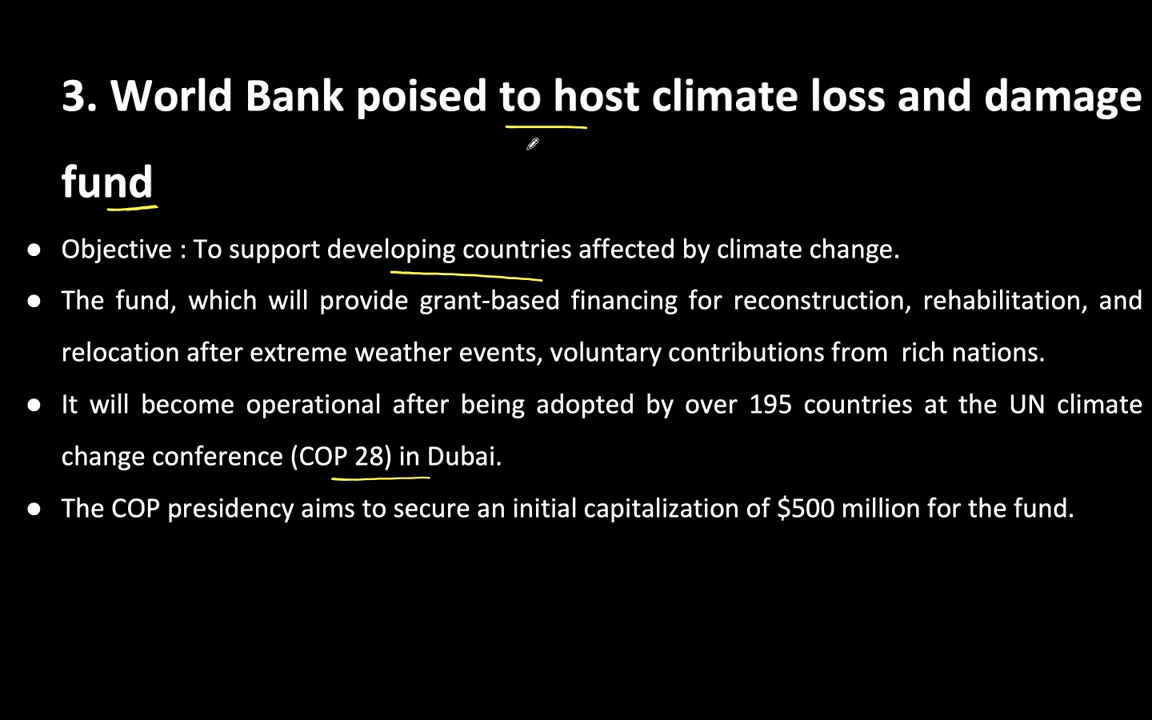 3. World Bank poised to host climate loss and damage
fund
● Objective : To support developing countries affected by climate change.
● The fund, which will provide grant-based financing for reconstruction, rehabilitation, and
relocation after extreme weather events, voluntary contributions from rich nations.
● It will become operational after being adopted by over 195 countries at the UN climate
change conference (COP 28) in Dubai.
● The COP presidency aims to secure an initial capitalization of $500 million for the fund.